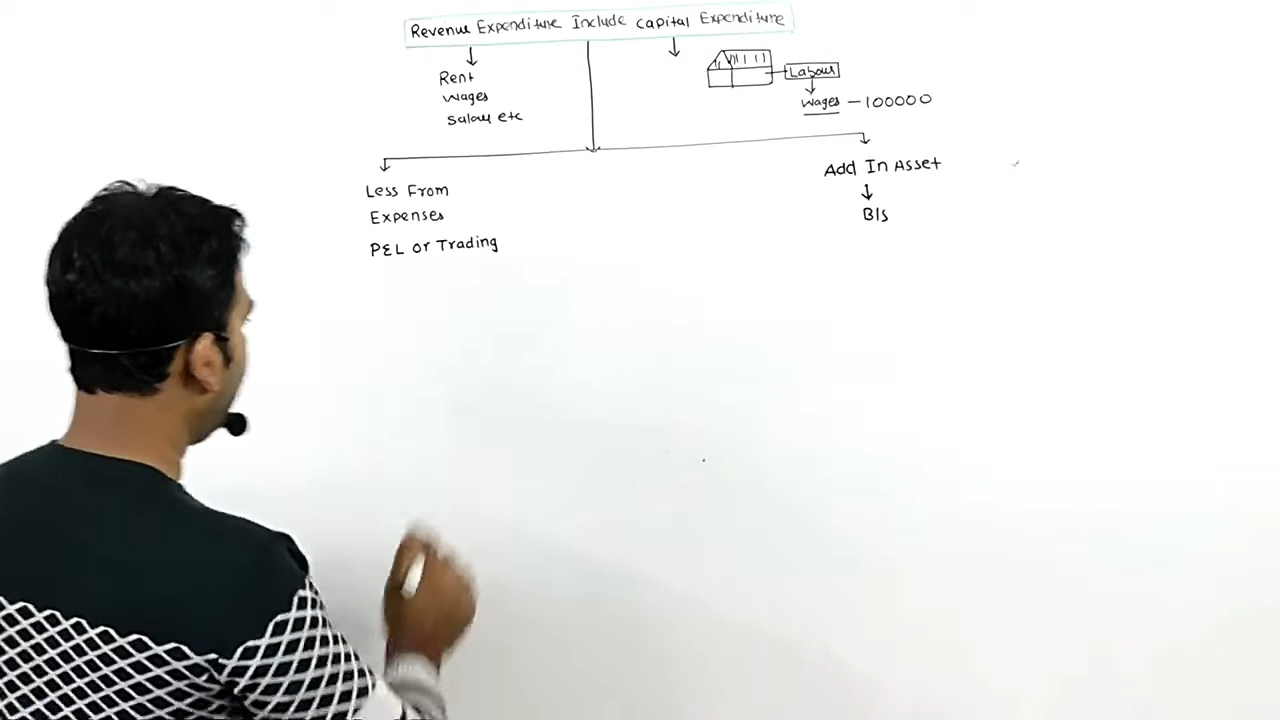 Revenue Expenditure Include Capital Expenditure
Rent
Wages
Salary etc
Labour
Wages - 100000
Less From
Expenses
P&L or Trading
Add In Asset
B/s